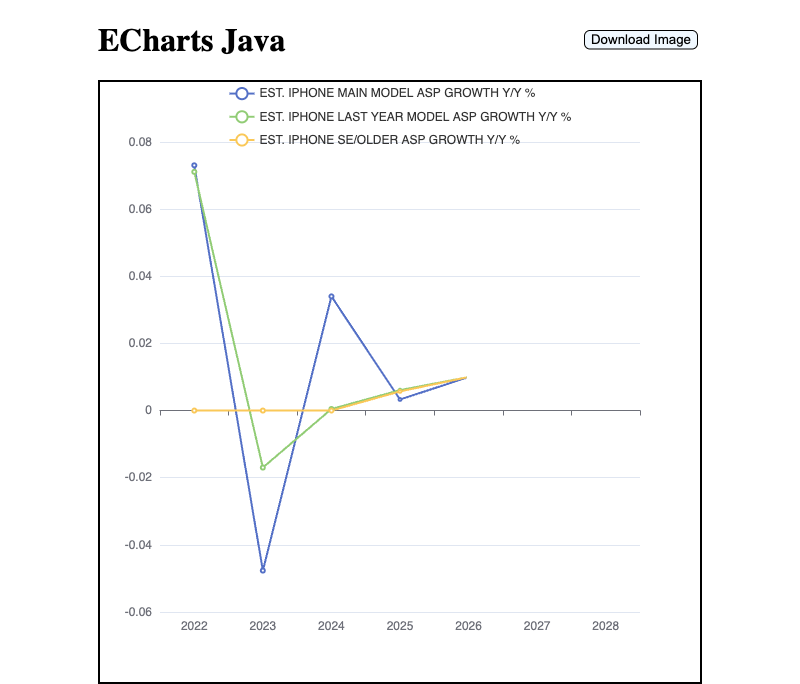 ECharts Java
Download Image
EST. IPHONE MAIN MODEL ASP GROWTH Y/Y %
EST. IPHONE LAST YEAR MODEL ASP GROWTH Y/Y %
EST. IPHONE SE/OLDER ASP GROWTH Y/Y %
0.08
0.06
0.04
0.02
0
-0.02
-0.04
-0.06
2022 2023 2024 2025 2026 2027 2028